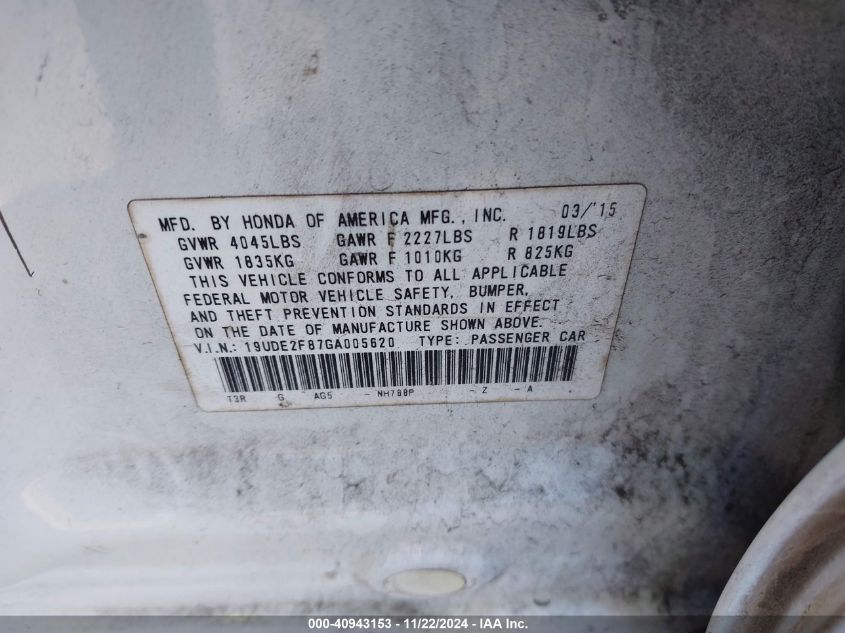 MFD. BY HONDA OF AMERICA MFG., INC. 03/'15
GVWR 4045LBS GAWR F 2227LBS R 1819LBS
GVWR 1835KG GAWR F 1010KG R 825KG
THIS VEHICLE CONFORMS TO ALL APPLICABLE
FEDERAL MOTOR VEHICLE SAFETY, BUMPER,
AND THEFT PREVENTION STANDARDS IN EFFECT
ON THE DATE OF MANUFACTURE SHOWN ABOVE.
V.I.N.: 19UDE2F87GA005620 TYPE: PASSENGER CAR
T3R G - AG5 - NH788P - Z - A
000-40943153 - 11/22/2024 - IAA Inc.